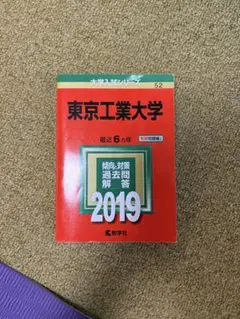 大学入試シリーズ
52
東京工業大学
最近6カ年
傾向と対策
過去問
解答
2019
教学社